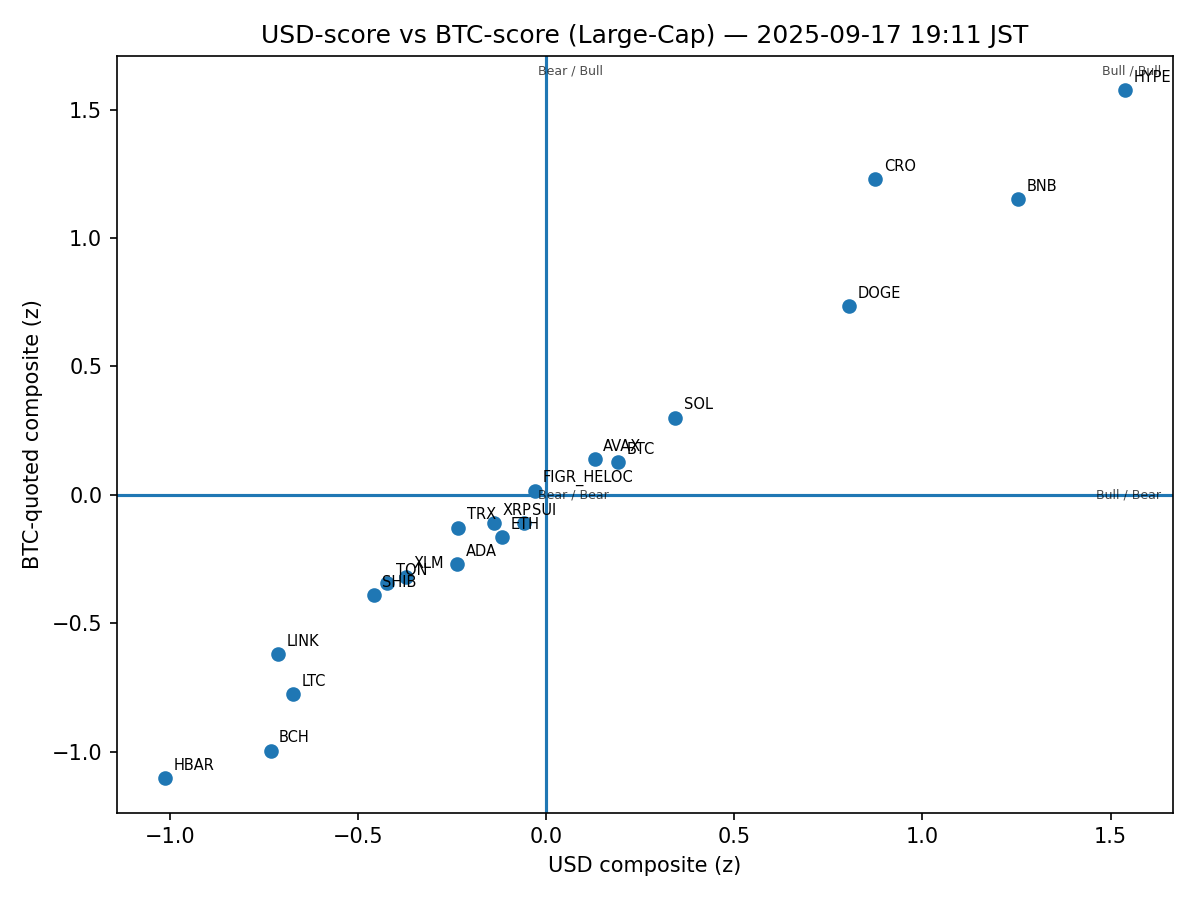 USD-score vs BTC-score (Large-Cap) — 2025-09-17 19:11 JST
Bear / Bull
Bull / Bull
HYPE
1.5
CRO
BNB
1.0
DOGE
0.5
SOL
AVAX
BTC
FIGR_HELOC
0.0
Bear / Bear
Bull / Bear
TRX
XRP
SUI
ETH
ADA
XLM
TON
SHIB
−0.5
LINK
LTC
BCH
−1.0
HBAR
−1.0
−0.5
0.0
0.5
1.0
1.5
USD composite (z)
BTC-quoted composite (z)